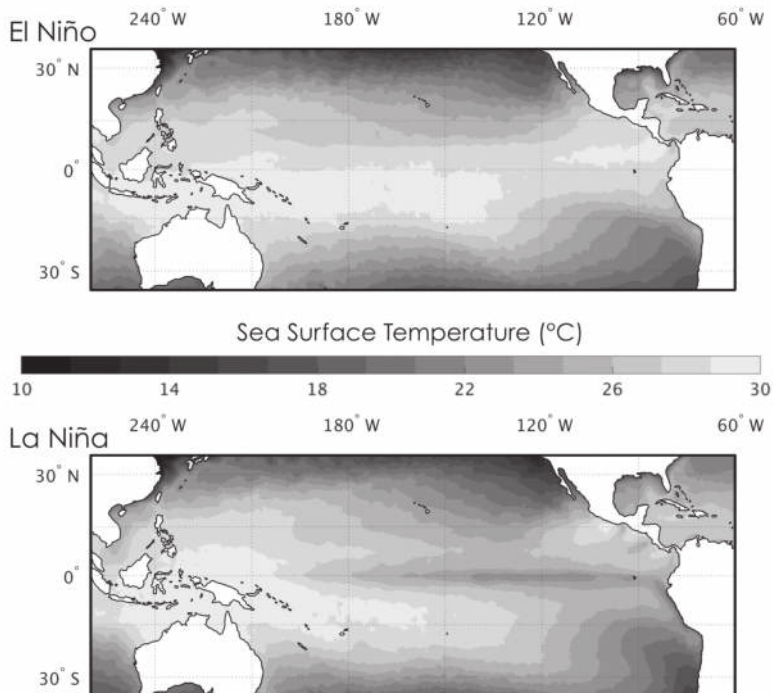 240° W 180° W 120° W 60° W
El Niño
30° N
0°
30° S
Sea Surface Temperature (°C)
10 14 18 22 26 30
240° W 180° W 120° W 60° W
La Niña
30° N
0°
30° S